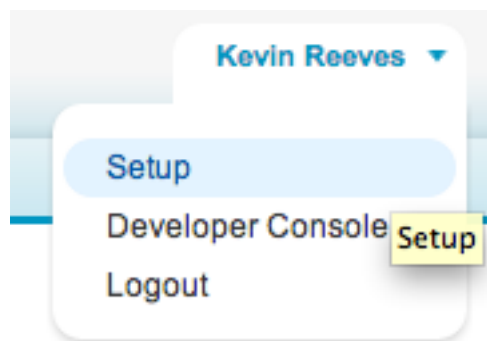 Kevin Reeves
Setup
Developer Console
Setup
Logout